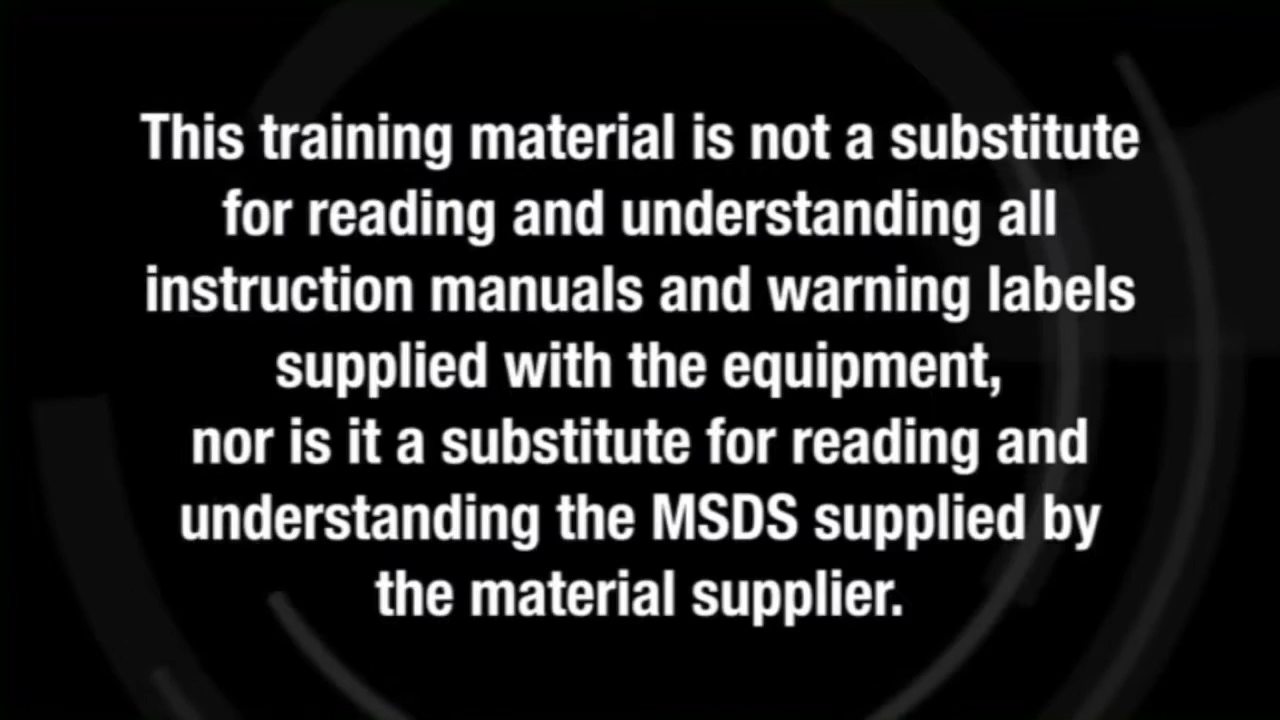 This training material is not a substitute
for reading and understanding all
instruction manuals and warning labels
supplied with the equipment,
nor is it a substitute for reading and
understanding the MSDS supplied by
the material supplier.